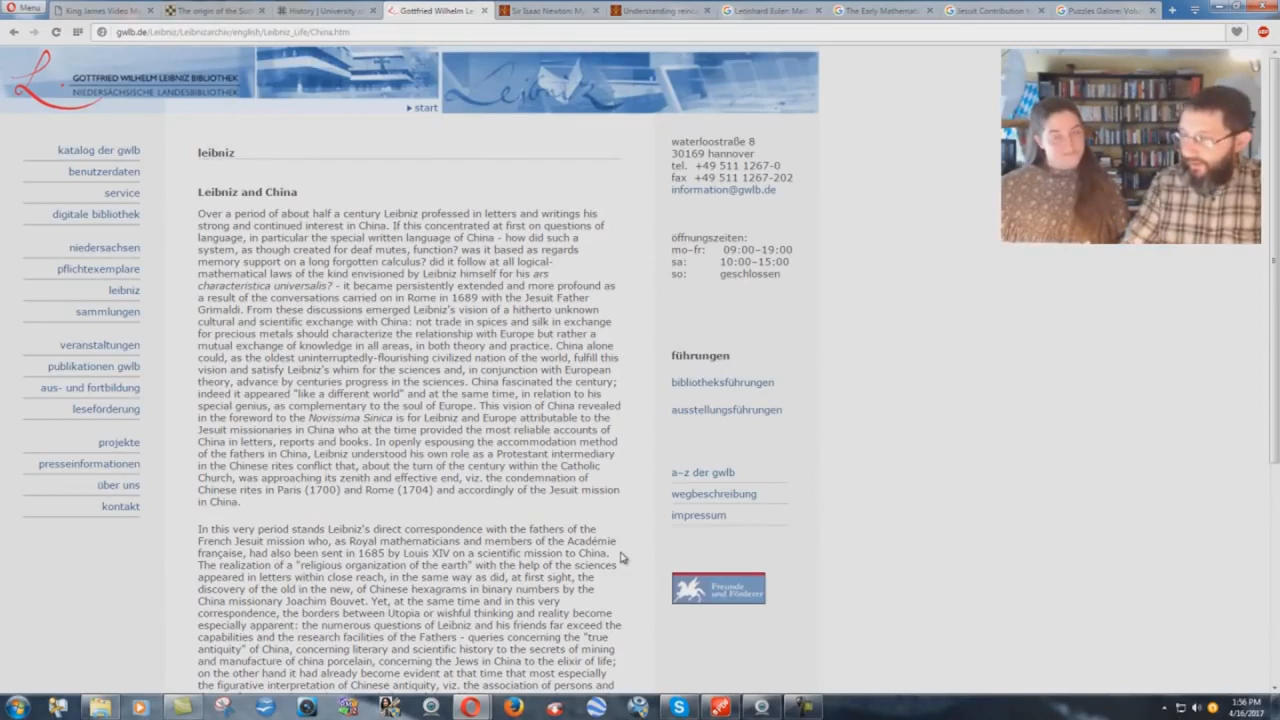 Menu
King James Video M
The origin of the Sun
History | University o
Gottfried Wilhelm Le
Sir Isaac Newton: My
Understanding rein
Leonhard Euler: Mat
The Early Mathemati
Jesuit Contribution
Puzzles Galore: Volu
gwlb.de/Leibniz/Leibnizarchiv/english/Leibniz_Life/China.htm
GOTTFRIED WILHELM LEIBNIZ BIBLIOTHEK
NIEDERSÄCHSISCHE LANDESBIBLIOTHEK
Leibniz
start
katalog der gwlb
benutzerdaten
service
digitale bibliothek
niedersachsen
pflichtexemplare
leibniz
sammlungen
veranstaltungen
publikationen gwlb
aus- und fortbildung
leseförderung
projekte
presseinformationen
über uns
kontakt
leibniz
Leibniz and China
Over a period of about half a century Leibniz professed in letters and writings his
strong and continued interest in China. If this concentrated at first on questions of
language, in particular the special written language of China - how did such a
system, as though created for deaf mutes, function? was it based as regards
memory support on a long forgotten calculus? did it follow at all logical-
mathematical laws of the kind envisioned by Leibniz himself for his ars
characteristica universalis? - it became persistently extended and more profound as
a result of the conversations carried on in Rome in 1689 with the Jesuit Father
Grimaldi. From these discussions emerged Leibniz's vision of a hitherto unknown
cultural and scientific exchange with China: not trade in spices and silk in exchange
for precious metals should characterize the relationship with Europe but rather a
mutual exchange of knowledge in all areas, in both theory and practice. China alone
could, as the oldest uninterruptedly-flourishing civilized nation of the world, fulfill this
vision and satisfy Leibniz's whim for the sciences and, in conjunction with European
theory, advance by centuries progress in the sciences. China fascinated the century;
indeed it appeared "like a different world" and at the same time, in relation to his
special genius, as complementary to the soul of Europe. This vision of China revealed
in the foreword to the Novissima Sinica is for Leibniz and Europe attributable to the
Jesuit missionaries in China who at the time provided the most reliable accounts of
China in letters, reports and books. In openly espousing the accommodation method
of the fathers in China, Leibniz understood his own role as a Protestant intermediary
in the Chinese rites conflict that, about the turn of the century within the Catholic
Church, was approaching its zenith and effective end, viz. the condemnation of
Chinese rites in Paris (1700) and Rome (1704) and accordingly of the Jesuit mission
in China.
In this very period stands Leibniz's direct correspondence with the fathers of the
French Jesuit mission who, as Royal mathematicians and members of the Académie
française, had also been sent in 1685 by Louis XIV on a scientific mission to China.
The realization of a "religious organization of the earth" with the help of the sciences
appeared in letters within close reach, in the same way as did, at first sight, the
discovery of the old in the new, of Chinese hexagrams in binary numbers by the
China missionary Joachim Bouvet. Yet, at the same time and in this very
correspondence, the borders between Utopia or wishful thinking and reality become
especially apparent: the numerous questions of Leibniz and his friends far exceed the
capabilities and the research facilities of the Fathers - queries concerning the "true
antiquity" of China, concerning literary and scientific history to the secrets of mining
and manufacture of china porcelain, concerning the Jews in China to the elixir of life;
on the other hand it had already become evident at that time that most especially
the figurative interpretation of Chinese antiquity, viz. the association of persons and
waterloostraße 8
30169 hannover
tel. +49 511 1267-0
fax +49 511 1267-202
information@gwlb.de
öffnungszeiten:
mo-fr: 09:00–19:00
sa: 10:00–15:00
so: geschlossen
führungen
bibliotheksführungen
ausstellungsführungen
a–z der gwlb
wegbeschreibung
impressum
Freunde
und Förderer
1:56 PM
4/16/2017